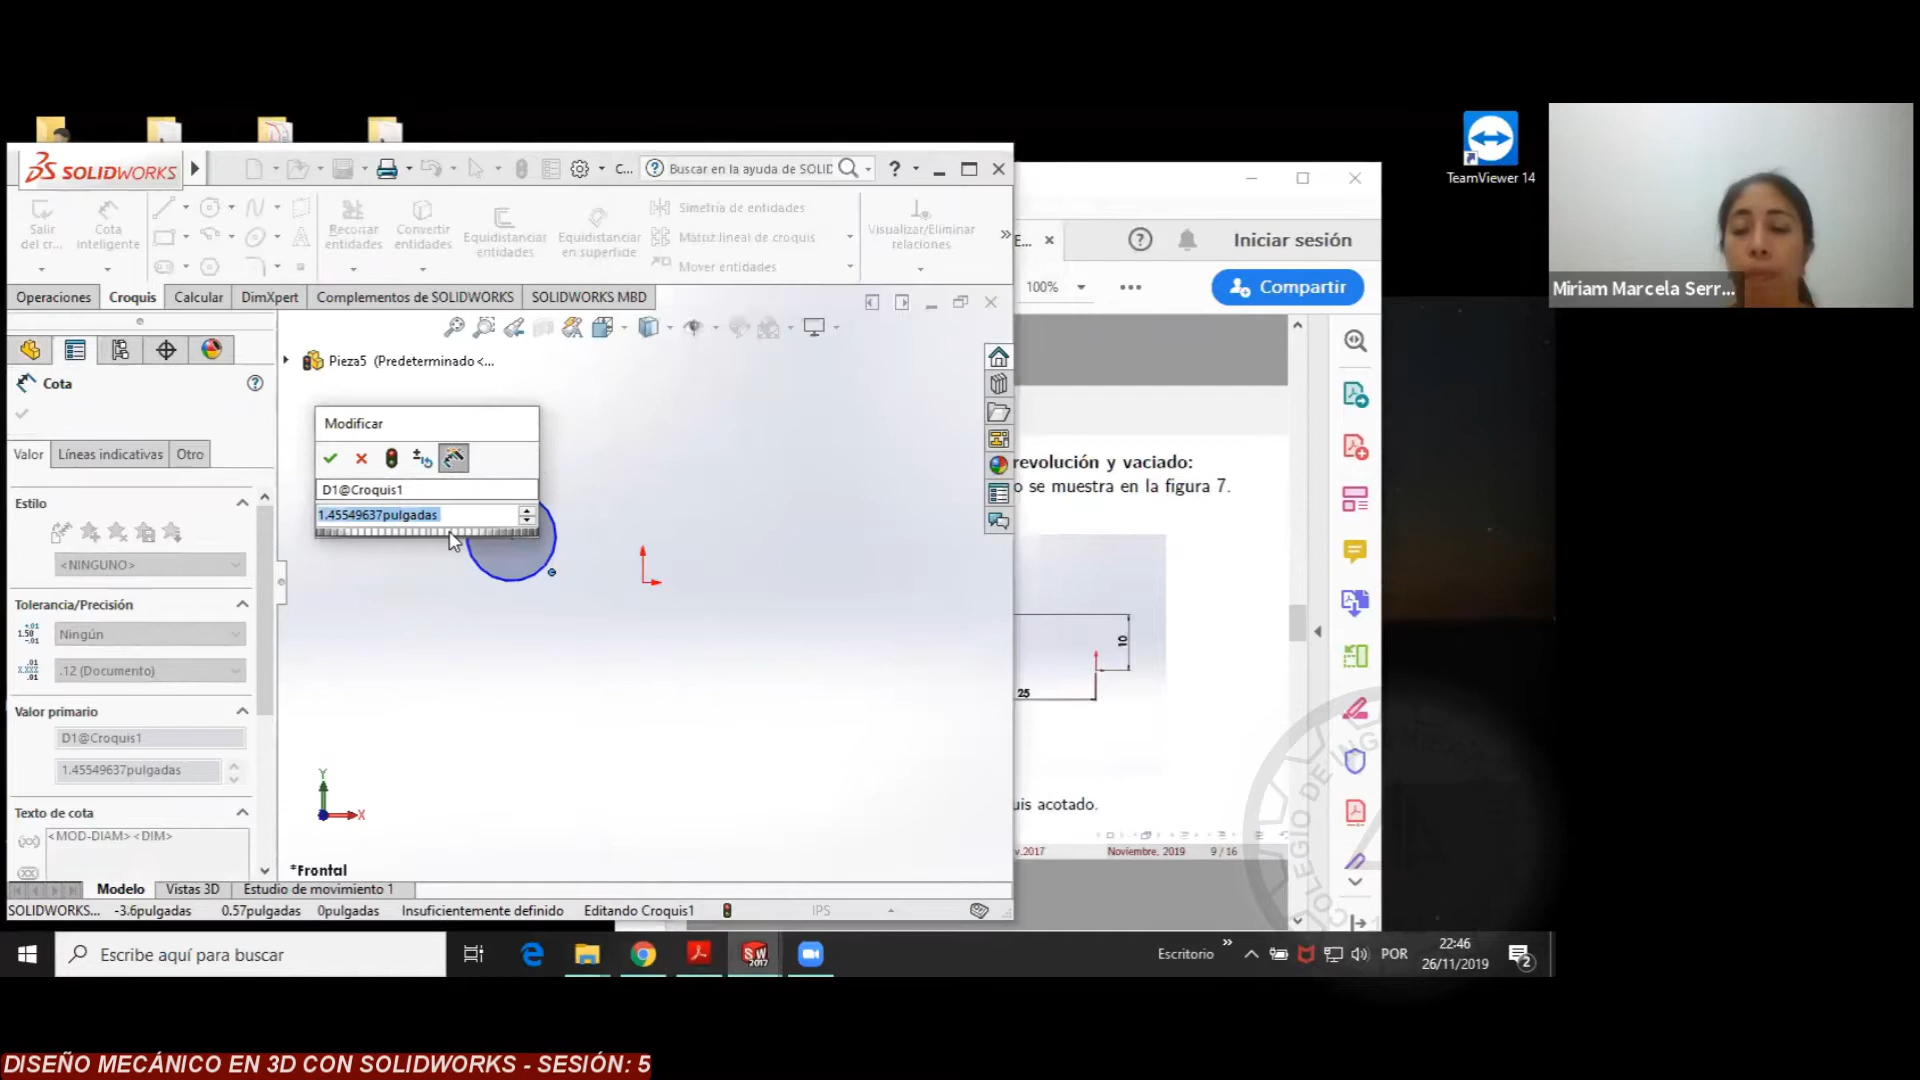 TeamViewer 14
Miriam Marcela Serr...
SOLIDWORKS
C...
Buscar en la ayuda de SOLI
Salir del cr...
Cota inteligente
Recortar entidades
Convertir entidades
Equidistanciar entidades
Equidistanciar en superficie
Simetría de entidades
Matriz lineal de croquis
Mover entidades
Visualizar/Eliminar relaciones
Operaciones
Croquis
Calcular
DimXpert
Complementos de SOLIDWORKS
SOLIDWORKS MBD
Pieza5 (Predeterminado<...
Cota
Valor
Líneas indicativas
Otro
Estilo
<NINGUNO>
Tolerancia/Precisión
Ningún
.12 (Documento)
Valor primario
D1@Croquis1
1.45549637pulgadas
Texto de cota
<MOD-DIAM><DIM>
Modificar
D1@Croquis1
1.45549637pulgadas
Y
X
*Frontal
Modelo
Vistas 3D
Estudio de movimiento 1
SOLIDWORKS...
-3.6pulgadas
0.57pulgadas
0pulgadas
Insuficientemente definido
Editando Croquis1
IPS
E...
Iniciar sesión
100%
Compartir
revolución y vaciado:
o se muestra en la figura 7.
10
25
uis acotado.
v.2017
Noviembre, 2019
9 / 16
COLEGIO DE INGENIERÍA
Escribe aquí para buscar
Escritorio
POR
22:46
26/11/2019
2
DISEÑO MECÁNICO EN 3D CON SOLIDWORKS - SESIÓN: 5